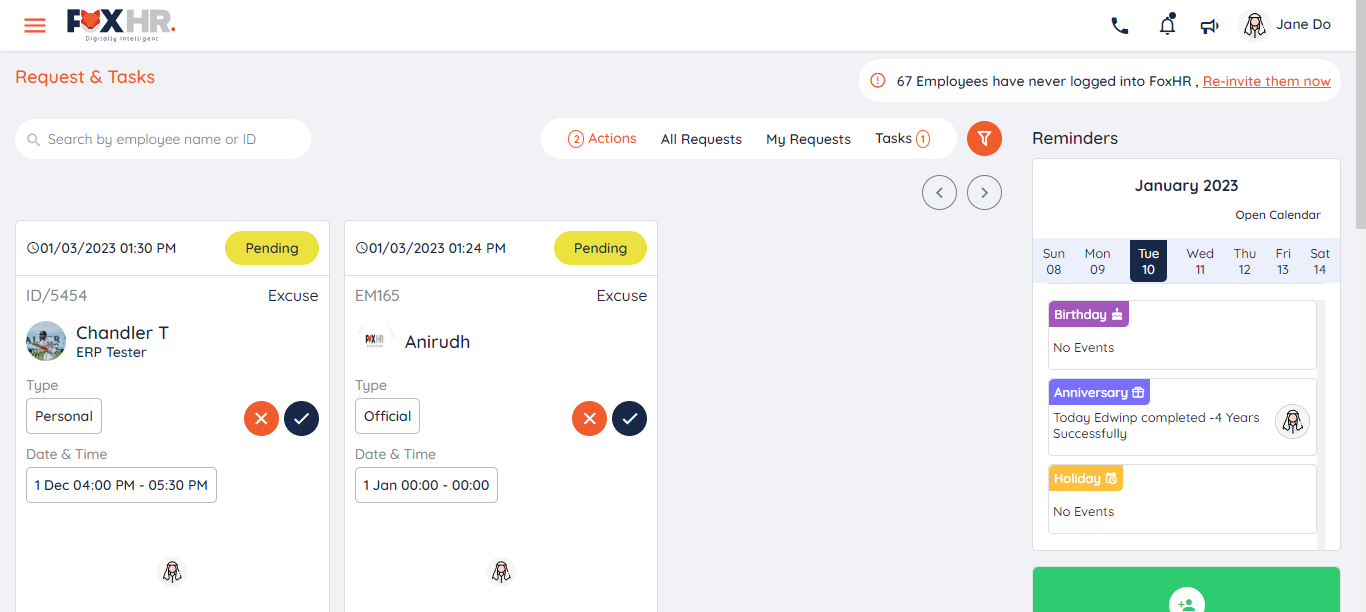 FOXHR.
Digitally Intelligent
Jane Do
Request & Tasks
67 Employees have never logged into FoxHR , Re-invite them now
Search by employee name or ID
2 Actions
All Requests
My Requests
Tasks 1
Reminders
January 2023
Open Calendar
Sun Mon Tue Wed Thu Fri Sat
08 09 10 11 12 13 14
Birthday
No Events
Anniversary
Today Edwinp completed -4 Years
Successfully
Holiday
No Events
01/03/2023 01:30 PM
Pending
ID/5454
Excuse
Chandler T
ERP Tester
Type
Personal
Date & Time
1 Dec 04:00 PM - 05:30 PM
01/03/2023 01:24 PM
Pending
EM165
Excuse
FOXHR
Anirudh
Type
Official
Date & Time
1 Jan 00:00 - 00:00